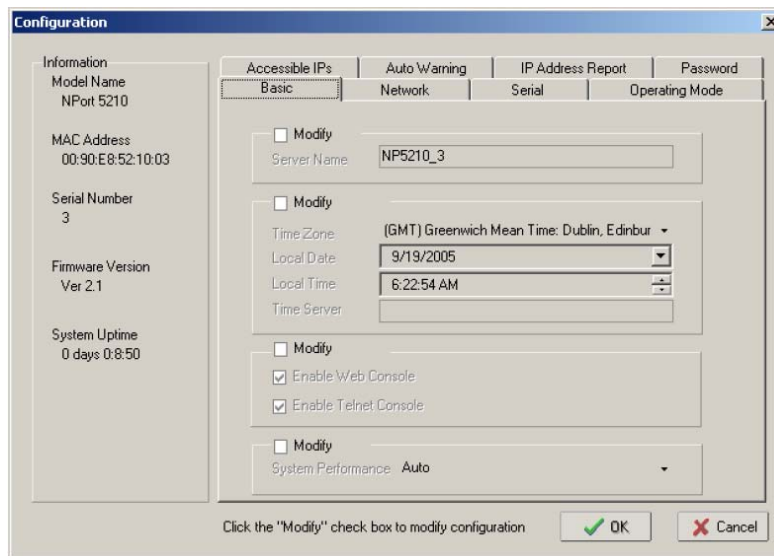 Configuration
Information
Model Name
NPort 5210
MAC Address
00:90:E8:52:10:03
Serial Number
3
Firmware Version
Ver 2.1
System Uptime
0 days 0:8:50
Accessible IPs
Auto Warning
IP Address Report
Password
Basic
Network
Serial
Operating Mode
Modify
Server Name NP5210_3
Modify
Time Zone (GMT) Greenwich Mean Time: Dublin, Edinbur
Local Date 9/19/2005
Local Time 6:22:54 AM
Time Server
Modify
Enable Web Console
Enable Telnet Console
Modify
System Performance Auto
Click the "Modify" check box to modify configuration
OK
Cancel